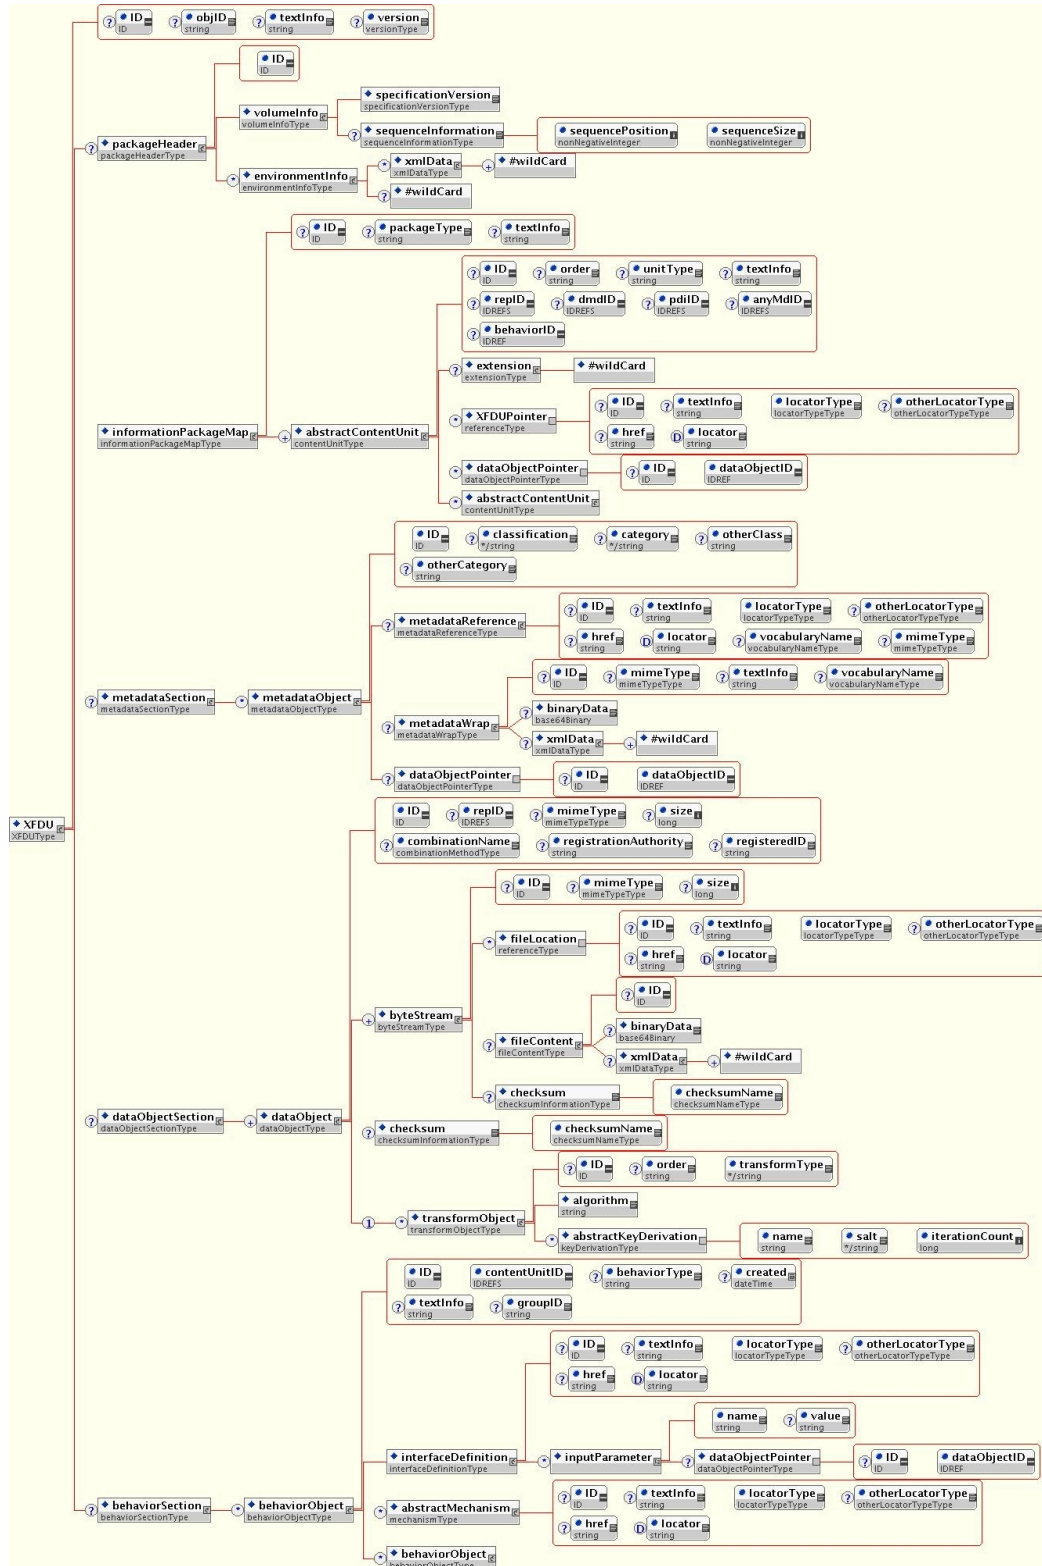 ID objID textInfo version
ID string string versionType
ID
ID
specificationVersion
specificationVersionType
volumeInfo
volumeInfoType
sequenceInformation sequencePosition sequenceSize
sequenceInformationType nonNegativeInteger nonNegativeInteger
packageHeader
packageHeaderType
xmlData #wildCard
xmlDataType
environmentInfo
environmentInfoType
#wildCard
ID packageType textInfo
ID string string
ID order unitType textInfo
ID string string string
repID dmdID pdiID anyMdID
IDREFS IDREFS IDREFS IDREFS
behaviorID
IDREF
extension #wildCard
extensionType
ID textInfo locatorType otherLocatorType
ID string locatorTypeType otherLocatorTypeType
XFDUPointer
referenceType
href locator
string string
informationPackageMap abstractContentUnit
informationPackageMapType contentUnitType
dataObjectPointer ID dataObjectID
dataObjectPointerType ID IDREF
abstractContentUnit
contentUnitType
ID classification category otherClass
ID */string */string string
otherCategory
string
ID textInfo locatorType otherLocatorType
ID string locatorTypeType otherLocatorTypeType
metadataReference
metadataReferenceType
href locator vocabularyName mimeType
string string vocabularyNameType mimeTypeType
ID mimeType textInfo vocabularyName
ID mimeTypeType string vocabularyNameType
metadataSection metadataObject
metadataSectionType metadataObjectType
binaryData
base64Binary
metadataWrap
metadataWrapType
xmlData #wildCard
xmlDataType
dataObjectPointer ID dataObjectID
dataObjectPointerType ID IDREF
XFDU
XFDUType
ID repID mimeType size
ID IDREFS mimeTypeType long
combinationName registrationAuthority registeredID
combinationMethodType string string
ID mimeType size
ID mimeTypeType long
ID textInfo locatorType otherLocatorType
ID string locatorTypeType otherLocatorTypeType
fileLocation
referenceType
href locator
string string
ID
ID
byteStream
byteStreamType
binaryData
base64Binary
fileContent
fileContentType
xmlData #wildCard
xmlDataType
checksum checksumName
checksumInformationType checksumNameType
dataObjectSection dataObject
dataObjectSectionType dataObjectType
checksum checksumName
checksumInformationType checksumNameType
ID order transformType
ID string */string
algorithm
string
transformObject
transformObjectType
abstractKeyDerivation name salt iterationCount
keyDerivationType string */string long
ID contentUnitID behaviorType created
ID IDREFS string dateTime
textInfo groupID
string string
ID textInfo locatorType otherLocatorType
ID string locatorTypeType otherLocatorTypeType
href locator
string string
name value
string string
interfaceDefinition inputParameter dataObjectPointer ID dataObjectID
interfaceDefinitionType dataObjectPointerType ID IDREF
ID textInfo locatorType otherLocatorType
ID string locatorTypeType otherLocatorTypeType
behaviorSection behaviorObject abstractMechanism
behaviorSectionType behaviorObjectType mechanismType
href locator
string string
behaviorObject
behaviorObjectType